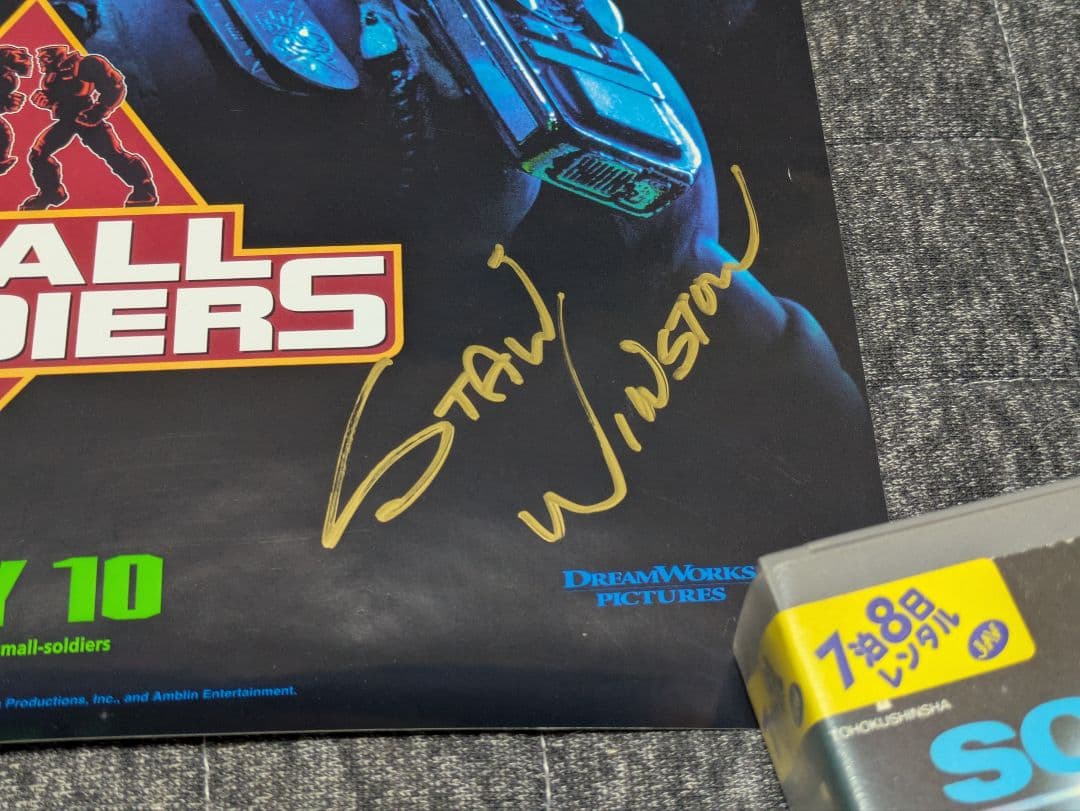 ALL
DIERS
STAN WINSTON
Y 10
mall-soldiers
Productions, Inc., and Amblin Entertainment.
DREAMWORKS
PICTURES
7泊8日
レンタル
JVA
TOHOKUSHINSHA
SO